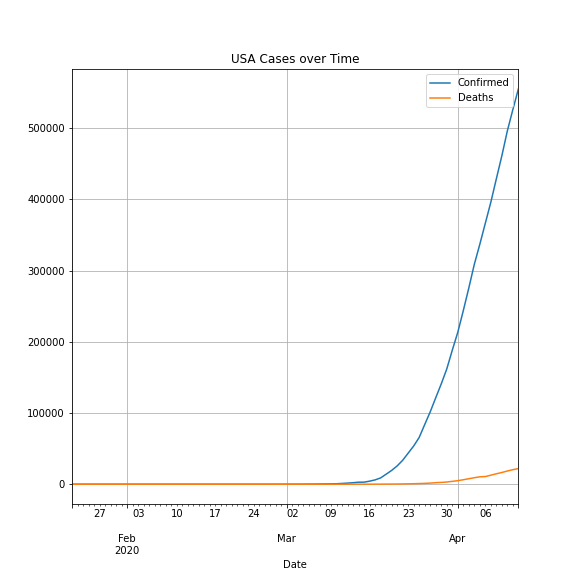 USA Cases over Time
Confirmed
Deaths
500000
400000
300000
200000
100000
0
27 03 10 17 24 02 09 16 23 30 06
Feb Mar Apr
2020
Date